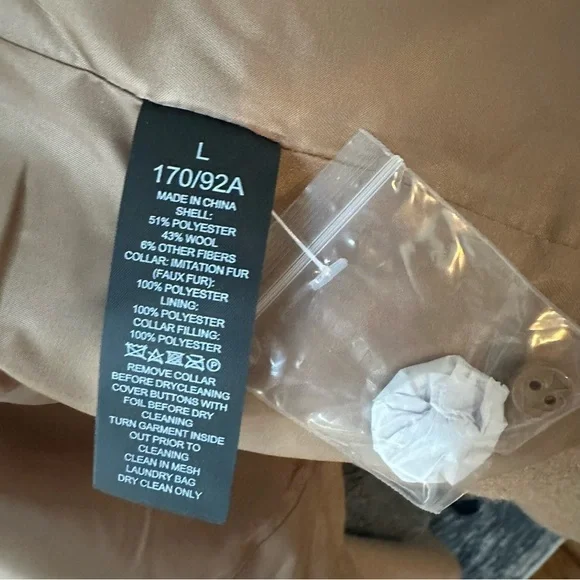 L
170/92A
MADE IN CHINA
SHELL:
51% POLYESTER
43% WOOL
6% OTHER FIBERS
COLLAR: IMITATION FUR
(FAUX FUR):
100% POLYESTER
LINING:
100% POLYESTER
COLLAR FILLING:
100% POLYESTER
REMOVE COLLAR
BEFORE DRYCLEANING
COVER BUTTONS WITH
FOIL BEFORE DRY
CLEANING
TURN GARMENT INSIDE
OUT PRIOR TO
CLEANING
CLEAN IN MESH
LAUNDRY BAG
DRY CLEAN ONLY